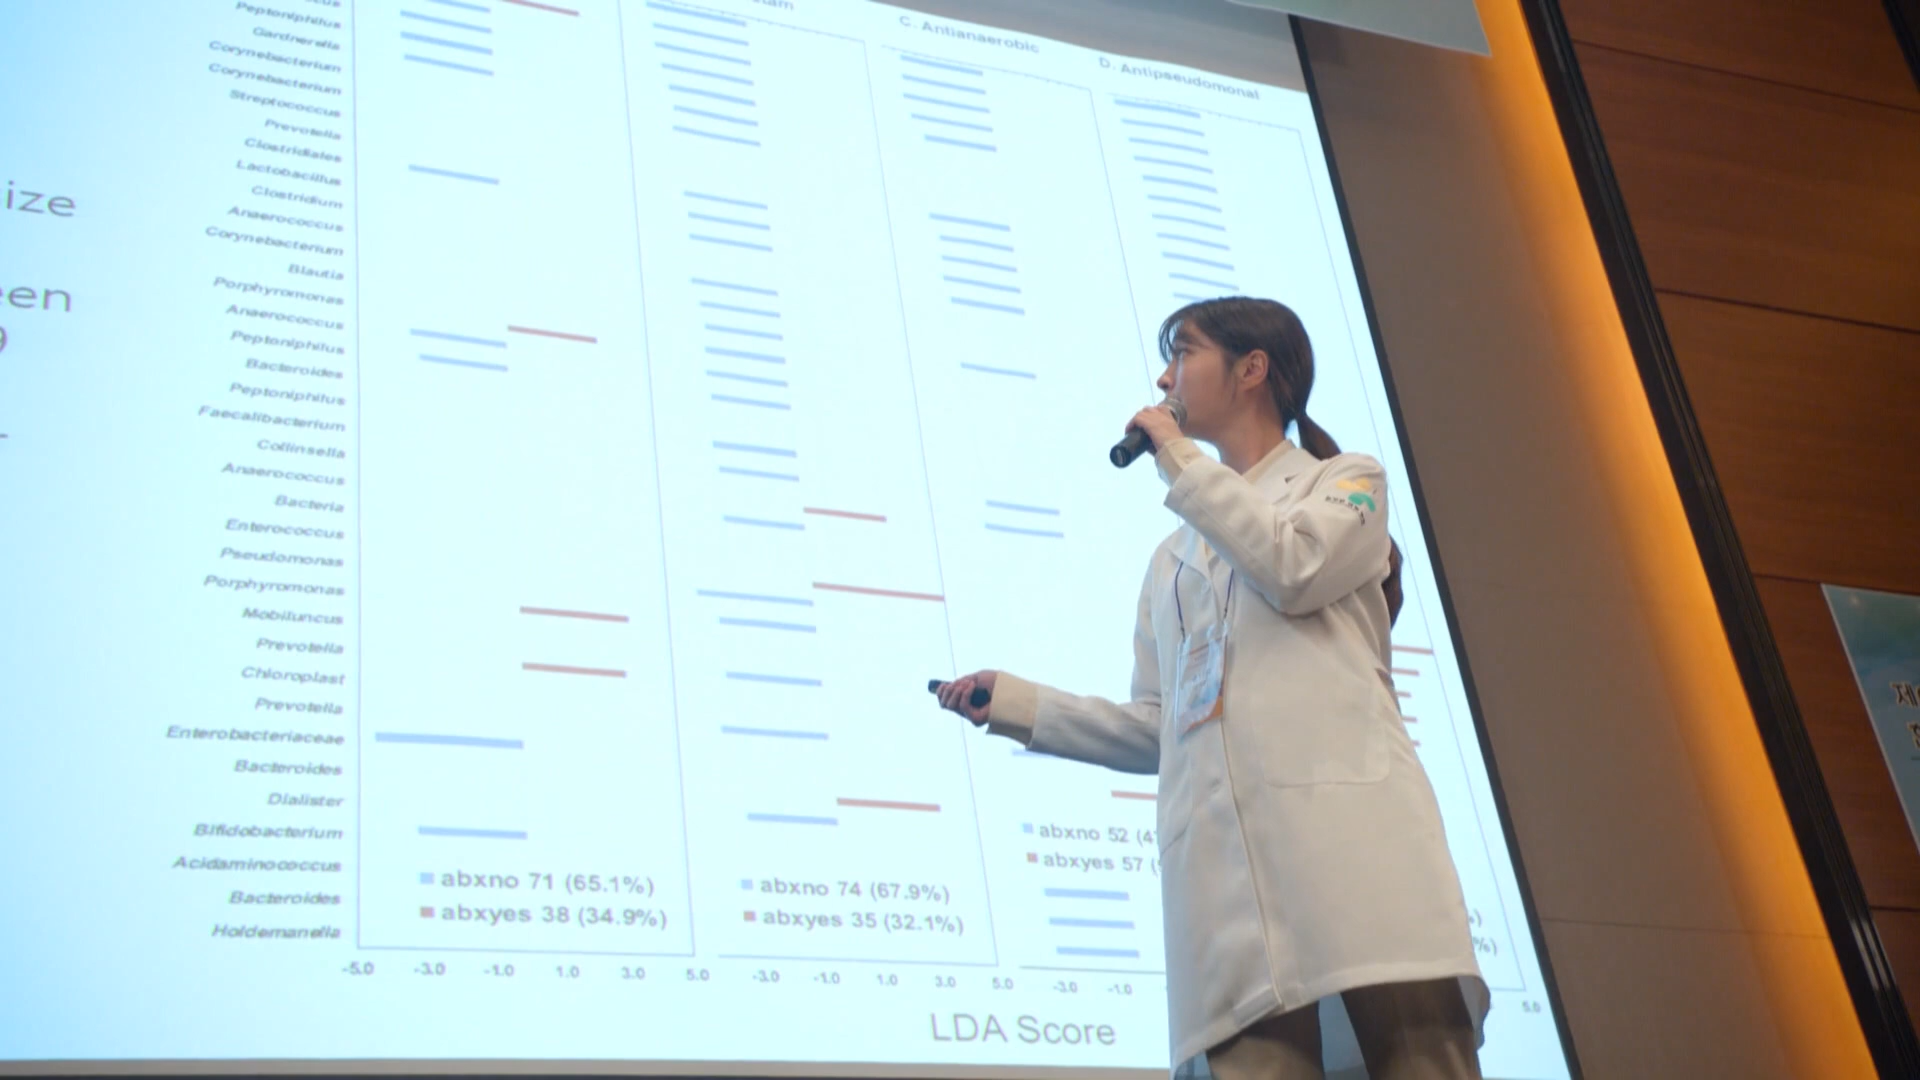 C. Antianaerobic
D. Antipseudomonal
Peptoniphilus
Gardnerella
Corynebacterium
Corynebacterium
Streptococcus
Prevotella
Clostridiales
Lactobacillus
Clostridium
Anaerococcus
Corynebacterium
Blautia
Porphyromonas
Anaerococcus
Peptoniphilus
Bacteroides
Peptoniphilus
Faecalibacterium
Collinsella
Anaerococcus
Bacteria
Enterococcus
Pseudomonas
Porphyromonas
Mobiluncus
Prevotella
Chloroplast
Prevotella
Enterobacteriaceae
Bacteroides
Dialister
Bifidobacterium
Acidaminococcus
Bacteroides
Holdemanella
ize
een
abxno 71 (65.1%)
abxyes 38 (34.9%)
abxno 74 (67.9%)
abxyes 35 (32.1%)
abxno 52 (4
abxyes 57 (
%)
-5.0 -3.0 -1.0 1.0 3.0 5.0
-3.0 -1.0 1.0 3.0 5.0
-3.0 -1.0
5.0
LDA Score